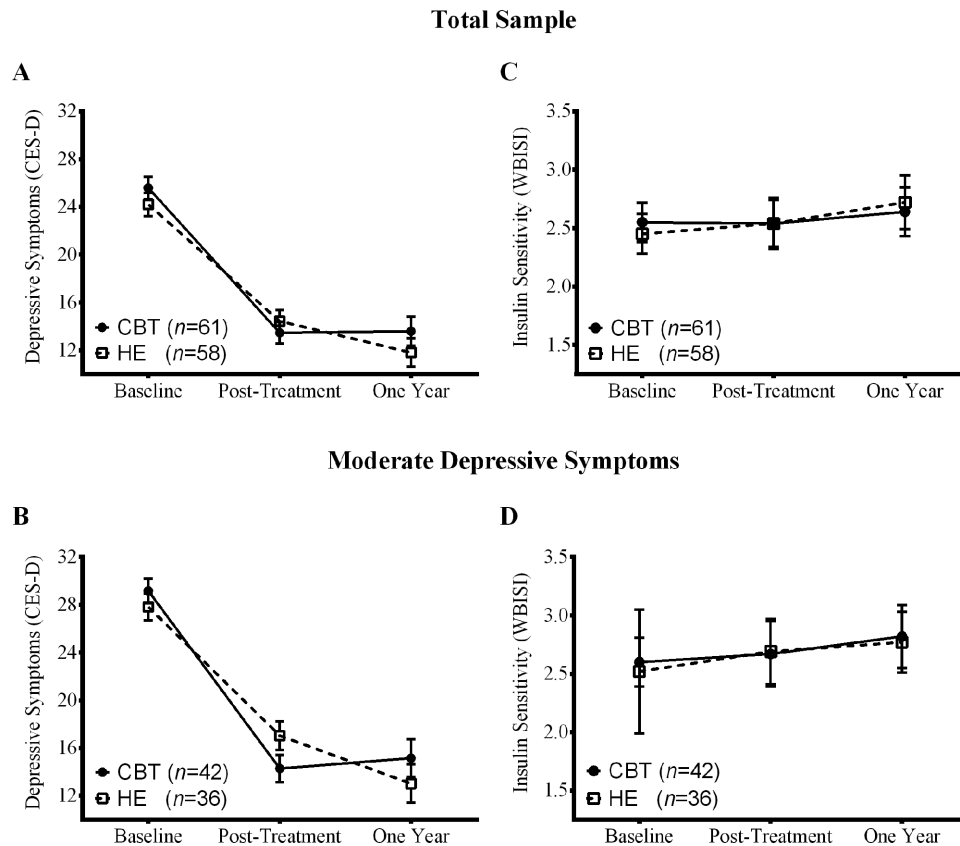 Total Sample
A
Depressive Symptoms (CES-D)
32
28
24
20
16
12
CBT (n=61)
HE (n=58)
Baseline Post-Treatment One Year
C
Insulin Sensitivity (WBISI)
3.5
3.0
2.5
2.0
1.5
CBT (n=61)
HE (n=58)
Baseline Post-Treatment One Year
Moderate Depressive Symptoms
B
Depressive Symptoms (CES-D)
32
28
24
20
16
12
CBT (n=42)
HE (n=36)
Baseline Post-Treatment One Year
D
Insulin Sensitivity (WBISI)
3.5
3.0
2.5
2.0
1.5
CBT (n=42)
HE (n=36)
Baseline Post-Treatment One Year